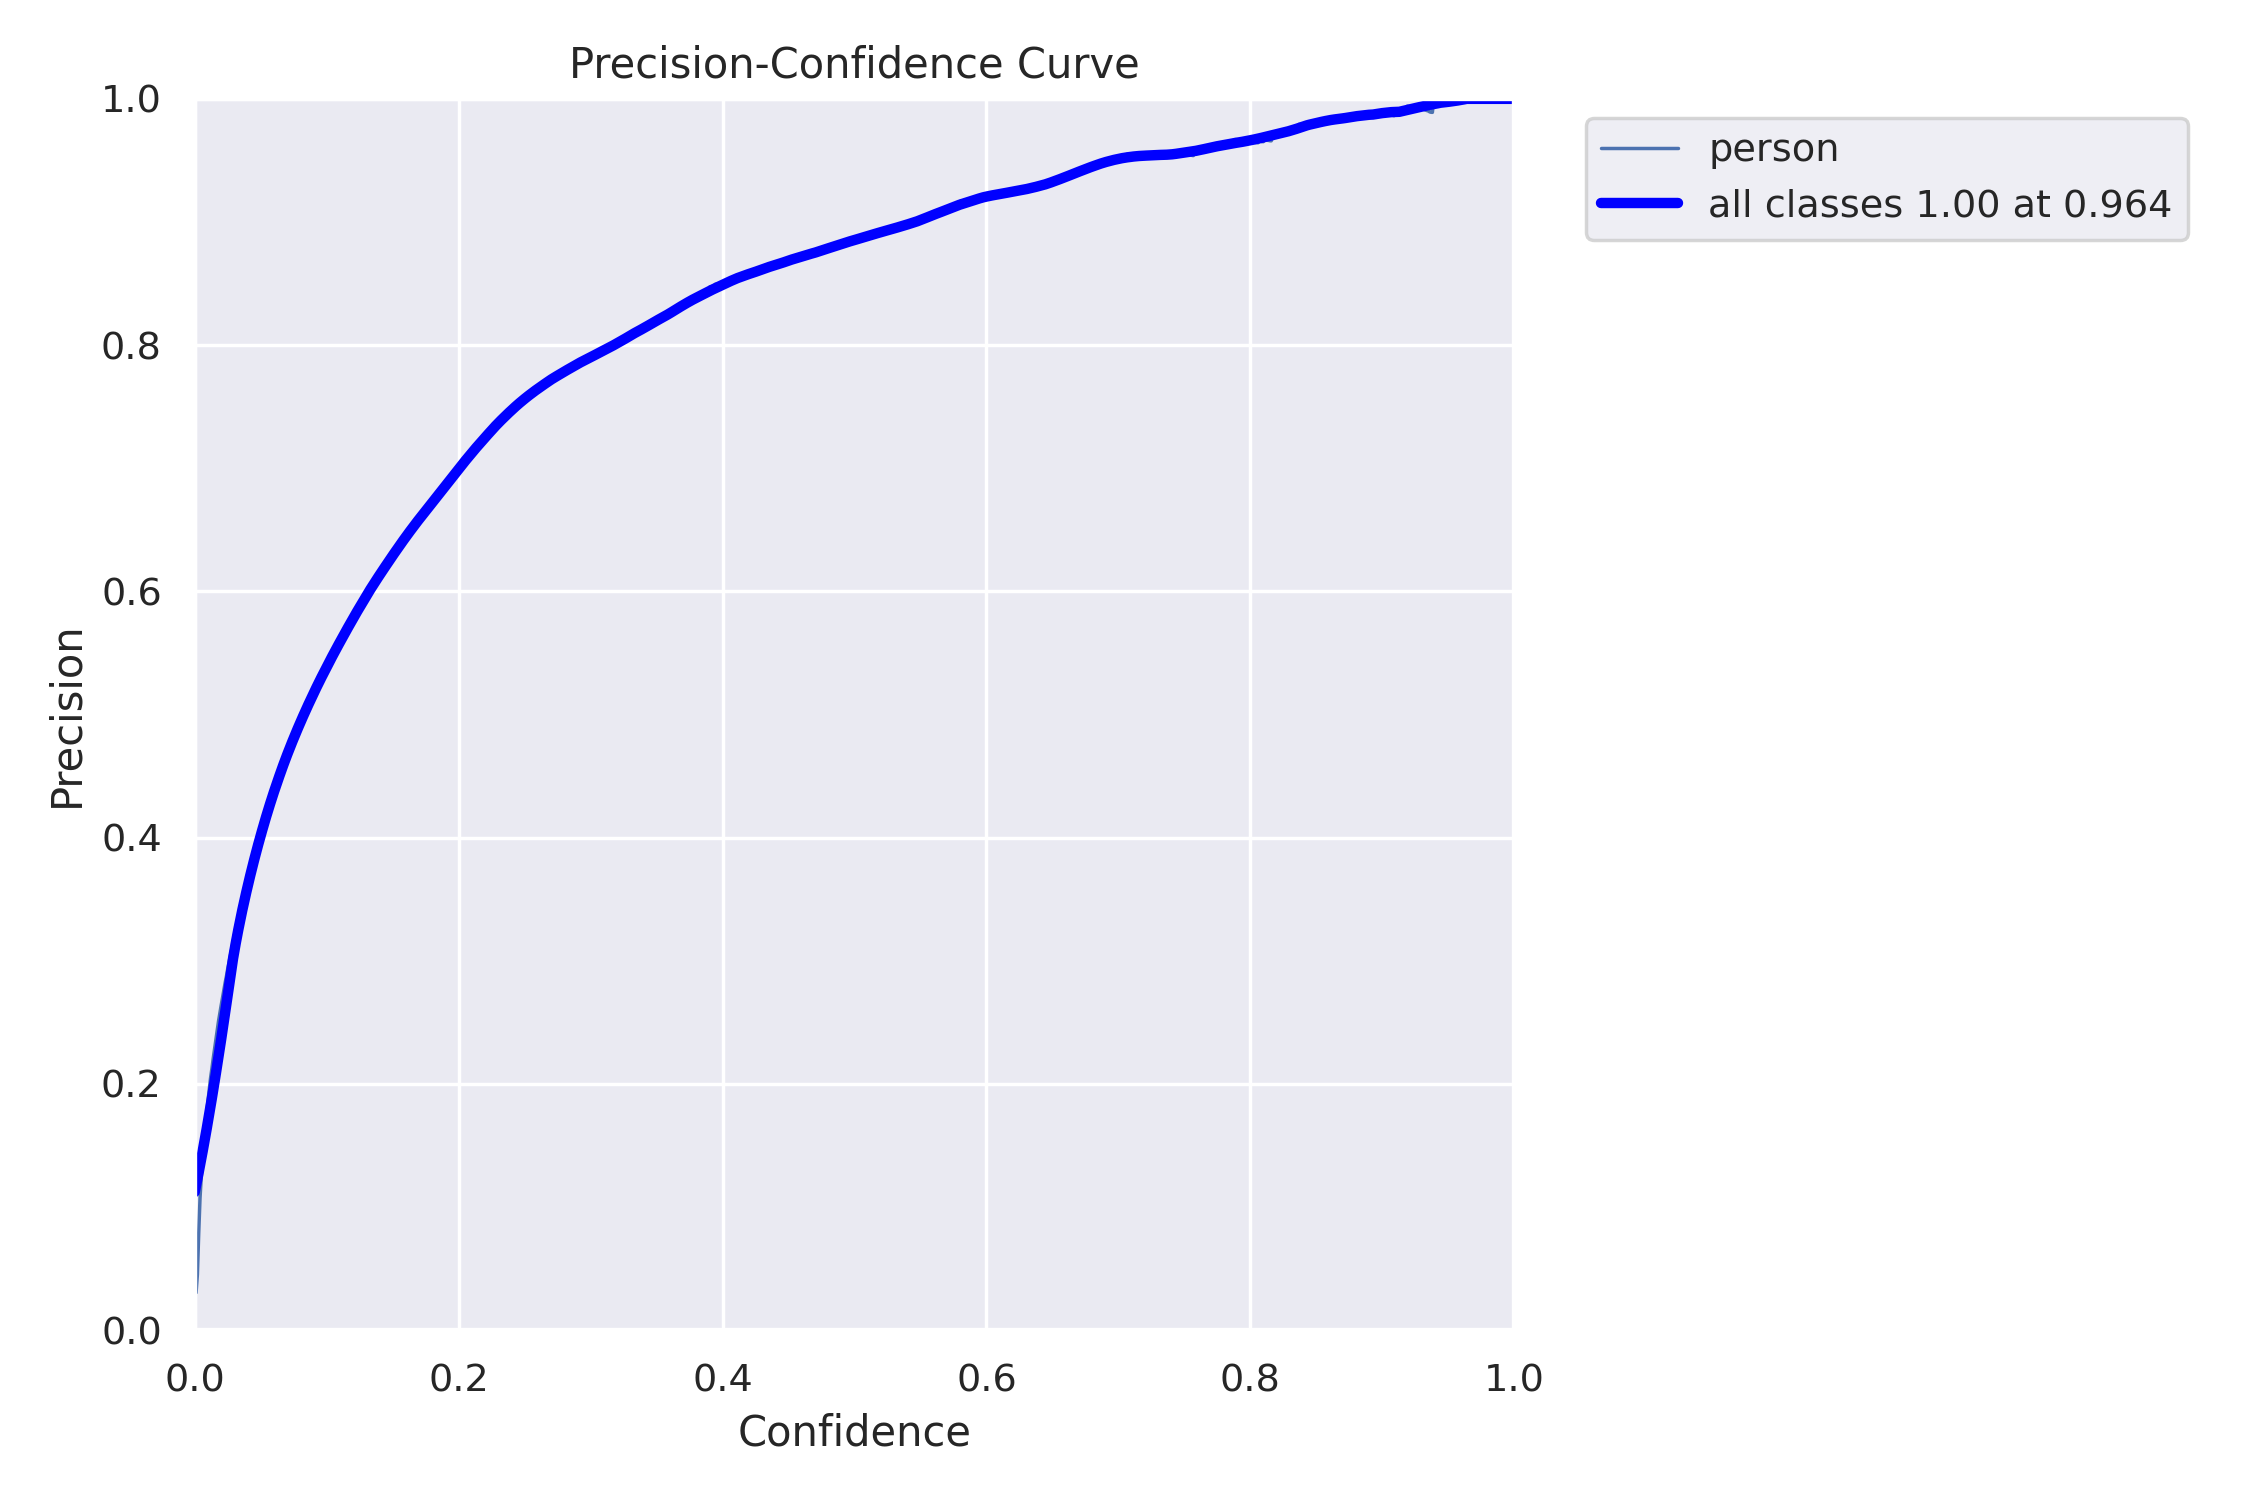 Precision-Confidence Curve
1.0
0.8
0.6
0.4
0.2
0.0
Precision
0.0 0.2 0.4 0.6 0.8 1.0
Confidence
person
all classes 1.00 at 0.964